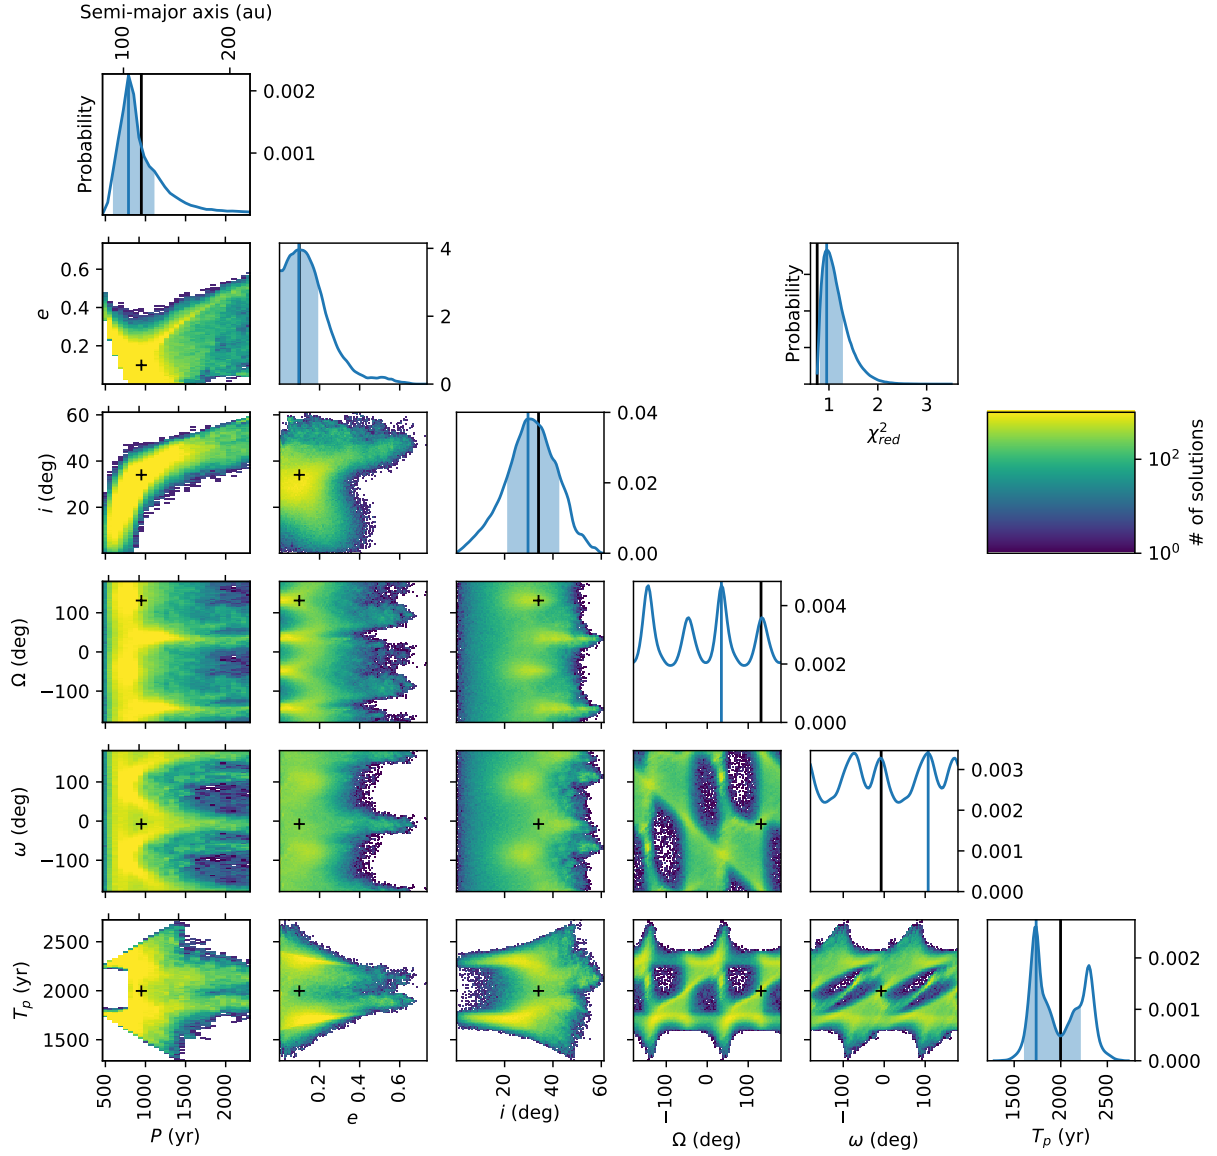 Semi-major axis (au)
100 200
Probability
0.002
0.001
e
0.6
0.4
0.2
4
2
0
Probability
1 2 3
χ²red
i (deg)
60
40
20
0.04
0.02
0.00
10²
10⁰
# of solutions
Ω (deg)
100
0
−100
0.004
0.002
0.000
ω (deg)
100
0
−100
0.003
0.002
0.001
0.000
Tp (yr)
2500
2000
1500
0.002
0.001
0.000
500 1000 1500 2000
P (yr)
0.2 0.4 0.6
e
20 40 60
i (deg)
−100 0 100
Ω (deg)
−100 0 100
ω (deg)
1500 2000 2500
Tp (yr)